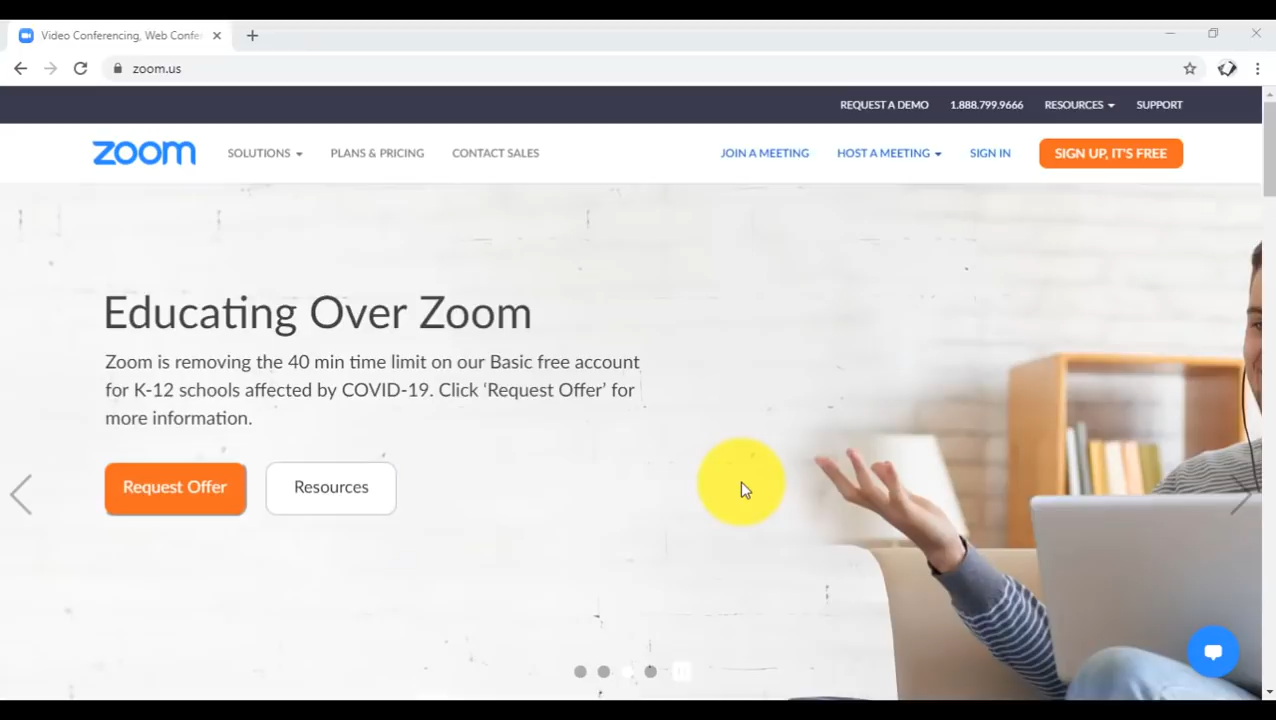 Video Conferencing, Web Confe
zoom.us
REQUEST A DEMO 1.888.799.9666 RESOURCES SUPPORT
zoom SOLUTIONS PLANS & PRICING CONTACT SALES JOIN A MEETING HOST A MEETING SIGN IN SIGN UP, IT'S FREE
Educating Over Zoom
Zoom is removing the 40 min time limit on our Basic free account
for K-12 schools affected by COVID-19. Click ‘Request Offer’ for
more information.
Request Offer Resources